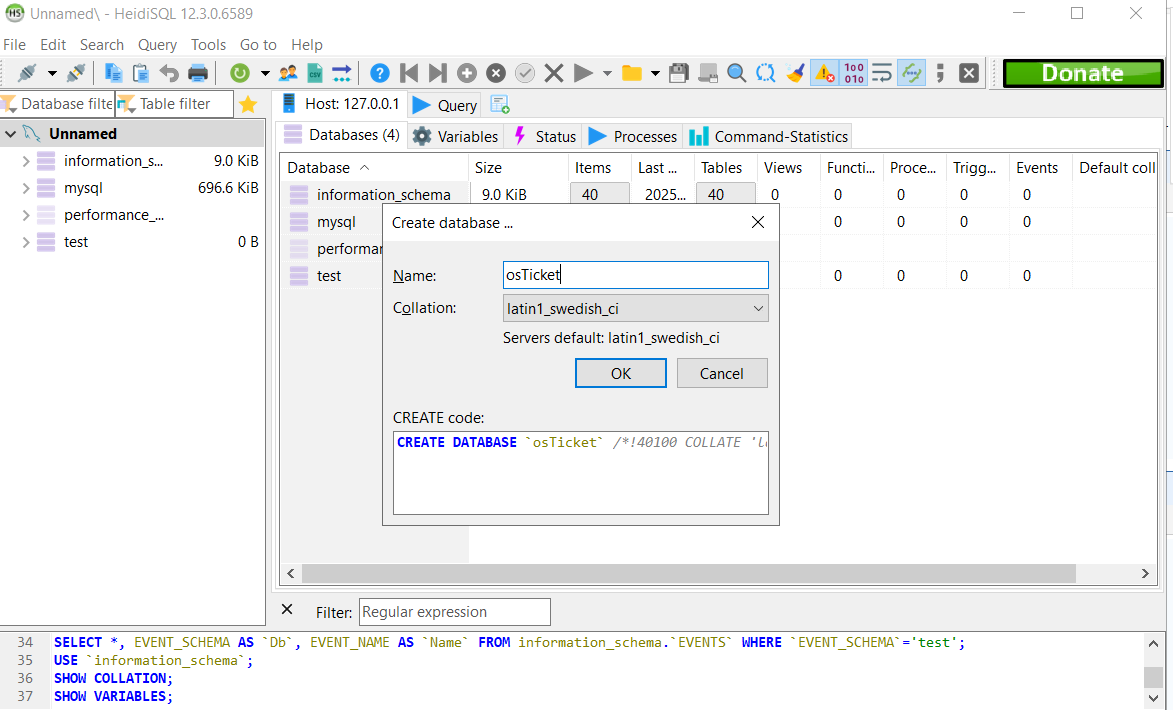 Unnamed\ - HeidiSQL 12.3.0.6589
File Edit Search Query Tools Go to Help
Donate
Database filte Table filter
Host: 127.0.0.1 Query
Unnamed
information_s... 9.0 KiB
mysql 696.6 KiB
performance_...
test 0 B
Databases (4) Variables Status Processes Command-Statistics
Database Size Items Last ... Tables Views Functi... Proce... Trigg... Events Default coll
information_schema 9.0 KiB 40 2025... 40 0 0 0 0 0
mysql 0 0 0 0
performar
test 0 0 0 0
Create database ...
Name: osTicket
Collation: latin1_swedish_ci
Servers default: latin1_swedish_ci
OK Cancel
CREATE code:
CREATE DATABASE `osTicket` /*!40100 COLLATE 'la
Filter: Regular expression
34 SELECT *, EVENT_SCHEMA AS `Db`, EVENT_NAME AS `Name` FROM information_schema.`EVENTS` WHERE `EVENT_SCHEMA`='test';
35 USE `information_schema`;
36 SHOW COLLATION;
37 SHOW VARIABLES;